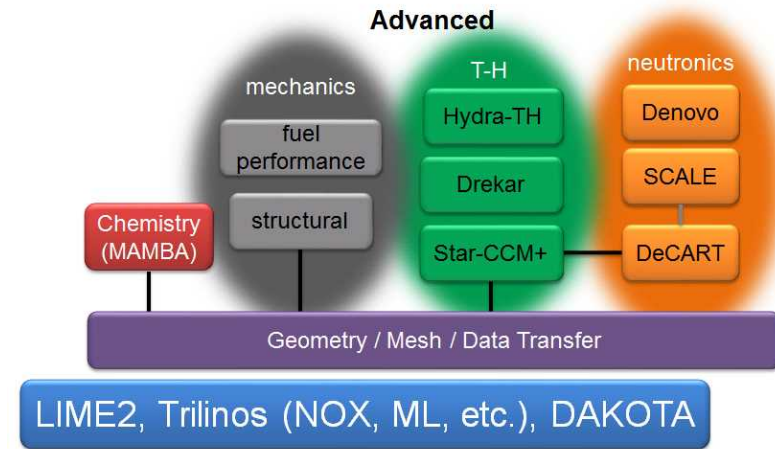 Advanced
mechanics
fuel
performance
structural
T-H
Hydra-TH
Drekar
Star-CCM+
neutronics
Denovo
SCALE
DeCART
Chemistry
(MAMBA)
Geometry / Mesh / Data Transfer
LIME2, Trilinos (NOX, ML, etc.), DAKOTA